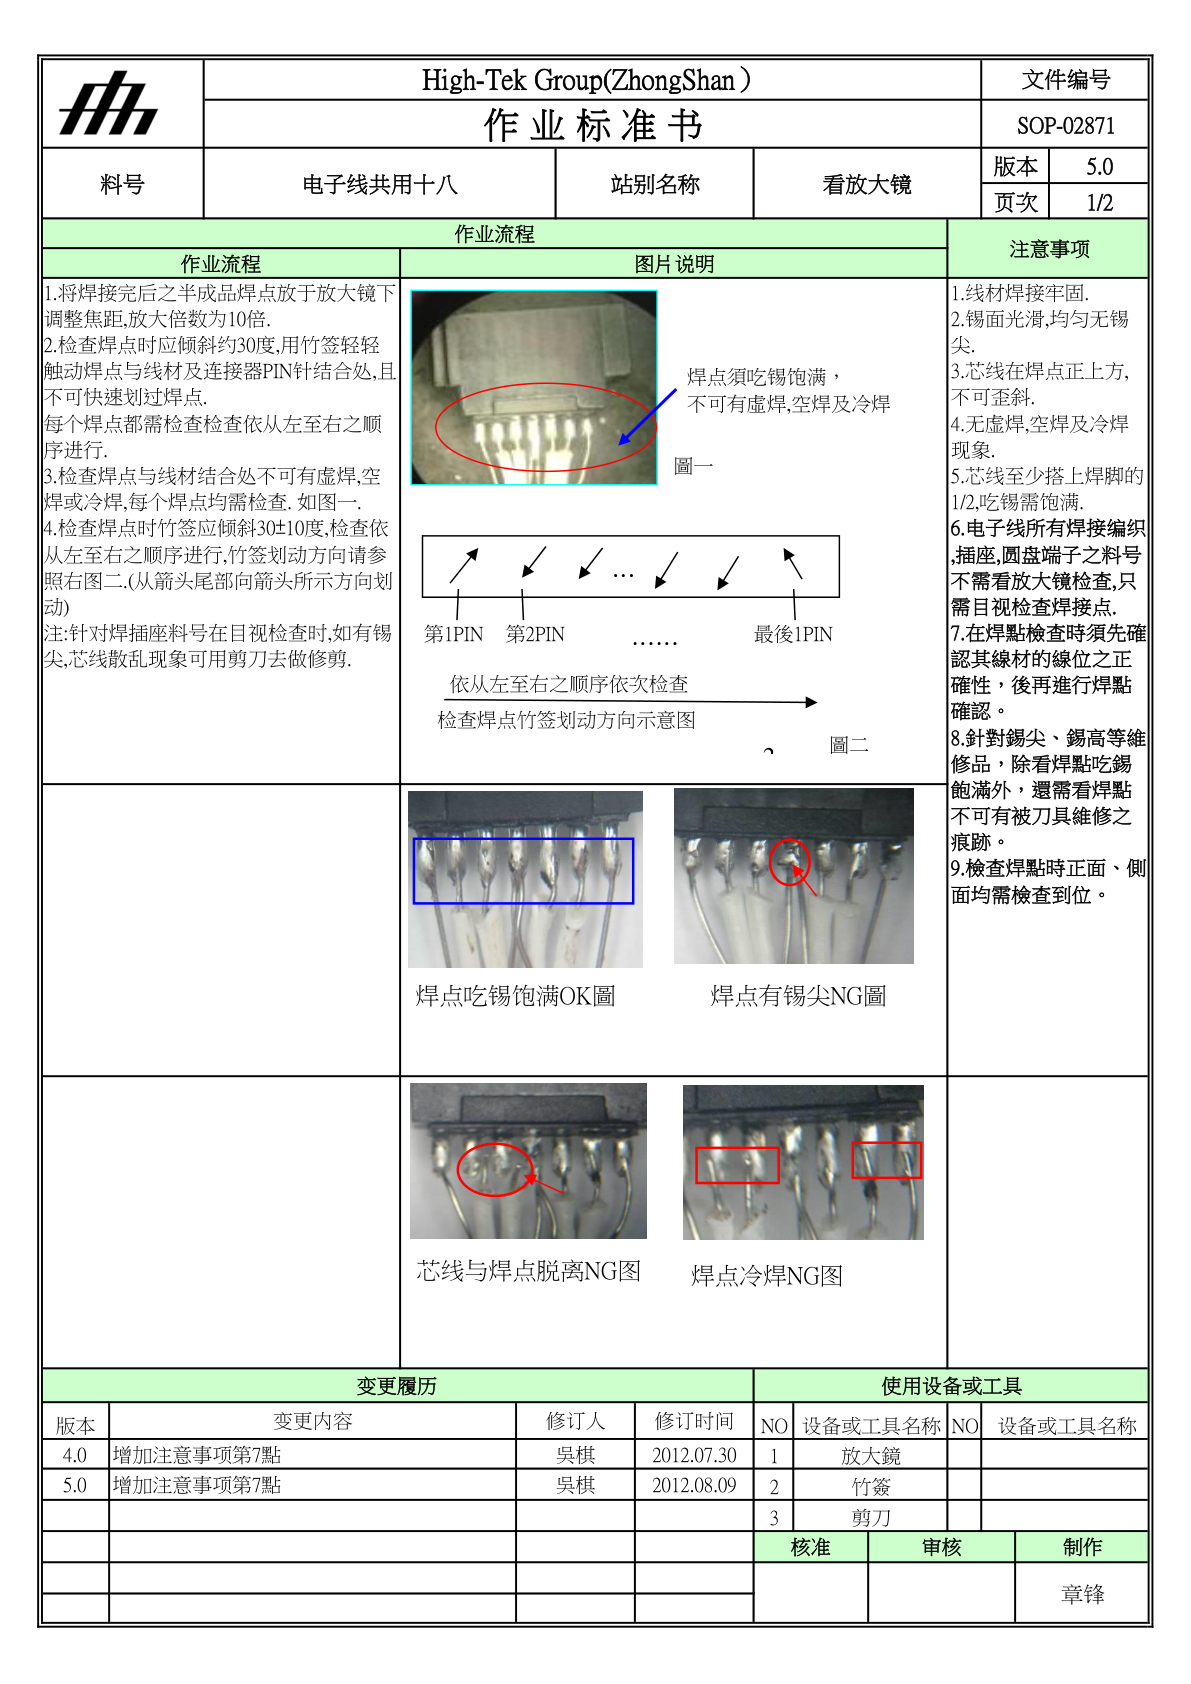 High-Tek Group(ZhongShan）
文件编号
作 业 标 准 书
SOP-02871
料号
电子线共用十八
站别名称
看放大镜
版本
5.0
页次
1/2
作业流程
注意事项
作业流程
图片说明
1.将焊接完后之半成品焊点放于放大镜下
调整焦距,放大倍数为10倍.
2.检查焊点时应倾斜约30度,用竹签轻轻
触动焊点与线材及连接器PIN针结合处,且
不可快速划过焊点.
每个焊点都需检查检查依从左至右之顺
序进行.
3.检查焊点与线材结合处不可有虚焊,空
焊或冷焊,每个焊点均需检查. 如图一.
4.检查焊点时竹签应倾斜30±10度,检查依
从左至右之顺序进行,竹签划动方向请参
照右图二.(从箭头尾部向箭头所示方向划
动)
注:针对焊插座料号在目视检查时,如有锡
尖,芯线散乱现象可用剪刀去做修剪.
焊点須吃锡饱满，
不可有虚焊,空焊及冷焊
圖一
…
第1PIN
第2PIN
……
最後1PIN
依从左至右之顺序依次检查
检查焊点竹签划动方向示意图
圖二
1.线材焊接牢固.
2.锡面光滑,均匀无锡
尖.
3.芯线在焊点正上方,
不可歪斜.
4.无虚焊,空焊及冷焊
现象.
5.芯线至少搭上焊脚的
1/2,吃锡需饱满.
6.电子线所有焊接编织
,插座,圆盘端子之料号
不需看放大镜检查,只
需目视检查焊接点.
7.在焊點檢查時須先確
認其線材的線位之正
確性，後再進行焊點
確認。
8.針對錫尖、錫高等維
修品，除看焊點吃錫
飽滿外，還需看焊點
不可有被刀具維修之
痕跡。
9.檢查焊點時正面、側
面均需檢查到位。
焊点吃锡饱满OK圖
焊点有锡尖NG圖
芯线与焊点脱离NG图
焊点冷焊NG图
变更履历
使用设备或工具
版本
变更内容
修订人
修订时间
NO
设备或工具名称
NO
设备或工具名称
4.0
增加注意事项第7點
吳棋
2012.07.30
1
放大鏡
5.0
增加注意事项第7點
吳棋
2012.08.09
2
竹簽
3
剪刀
核准
审核
制作
章锋